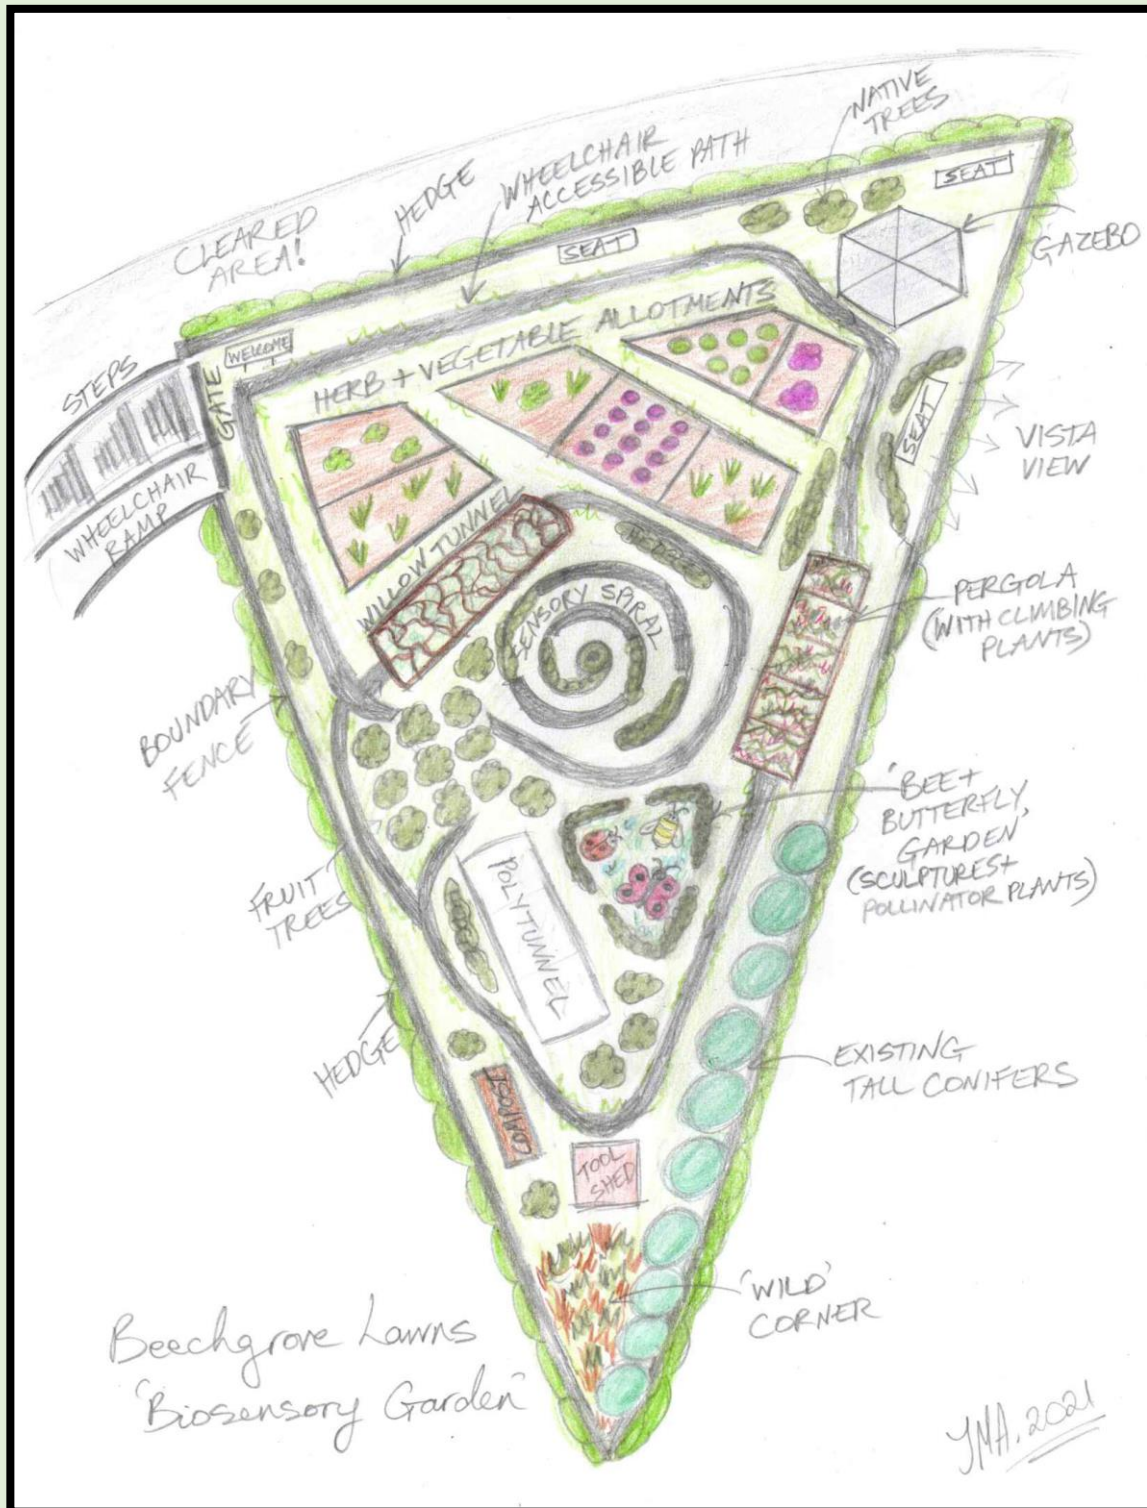 NATIVE
TREES
WHEELCHAIR
ACCESSIBLE PATH
HEDGE
CLEARED
AREA!
SEAT
SEAT
GAZEBO
WELCOME
GATE
STEPS
WHEELCHAIR
RAMP
HERB + VEGETABLE ALLOTMENTS
SEAT
VISTA
VIEW
WILLOW TUNNEL
HEDGE
SENSORY SPIRAL
PERGOLA
(WITH CLIMBING
PLANTS)
BOUNDARY
FENCE
'BEE +
BUTTERFLY
GARDEN'
(SCULPTURES +
POLLINATOR PLANTS)
FRUIT
TREES
POLYTUNNEL
HEDGE
HEDGE
EXISTING
TALL CONIFERS
COMPOST
TOOL
SHED
'WILD'
CORNER
Beechgrove Lawns
'Biosensory Garden'
JMA. 2021